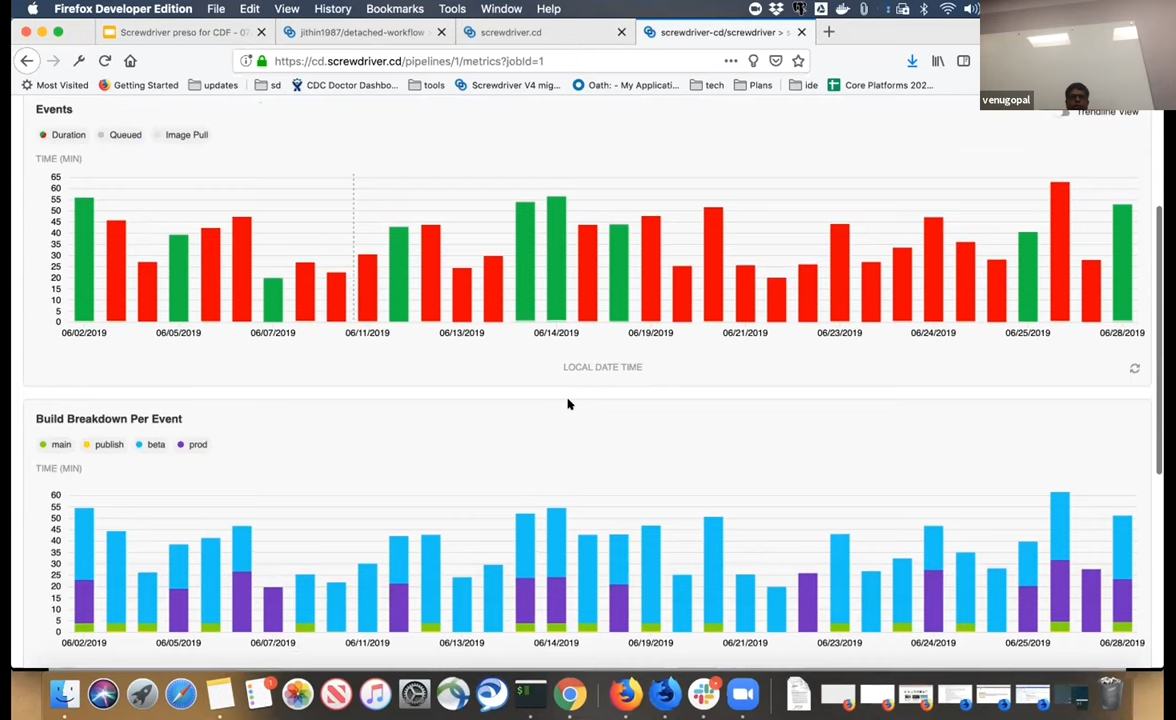 Firefox Developer Edition File Edit View History Bookmarks Tools Window Help
Screwdriver preso for CDF - 07 jithin1987/detached-workflow screwdriver.cd screwdriver-cd/screwdriver > s
https://cd.screwdriver.cd/pipelines/1/metrics?jobId=1
Most Visited Getting Started updates sd CDC Doctor Dashbo... tools Screwdriver V4 mig... Oath: - My Applicati... tech Plans ide Core Platforms 202...
venugopal
Events
Trendline View
Duration Queued Image Pull
TIME (MIN)
65
60
55
50
45
40
35
30
25
20
15
10
5
0
06/02/2019 06/05/2019 06/07/2019 06/11/2019 06/13/2019 06/14/2019 06/19/2019 06/21/2019 06/23/2019 06/24/2019 06/25/2019 06/28/2019
LOCAL DATE TIME
Build Breakdown Per Event
main publish beta prod
TIME (MIN)
60
55
50
45
40
35
30
25
20
15
10
5
0
06/02/2019 06/05/2019 06/07/2019 06/11/2019 06/13/2019 06/14/2019 06/19/2019 06/21/2019 06/23/2019 06/24/2019 06/25/2019 06/28/2019
1